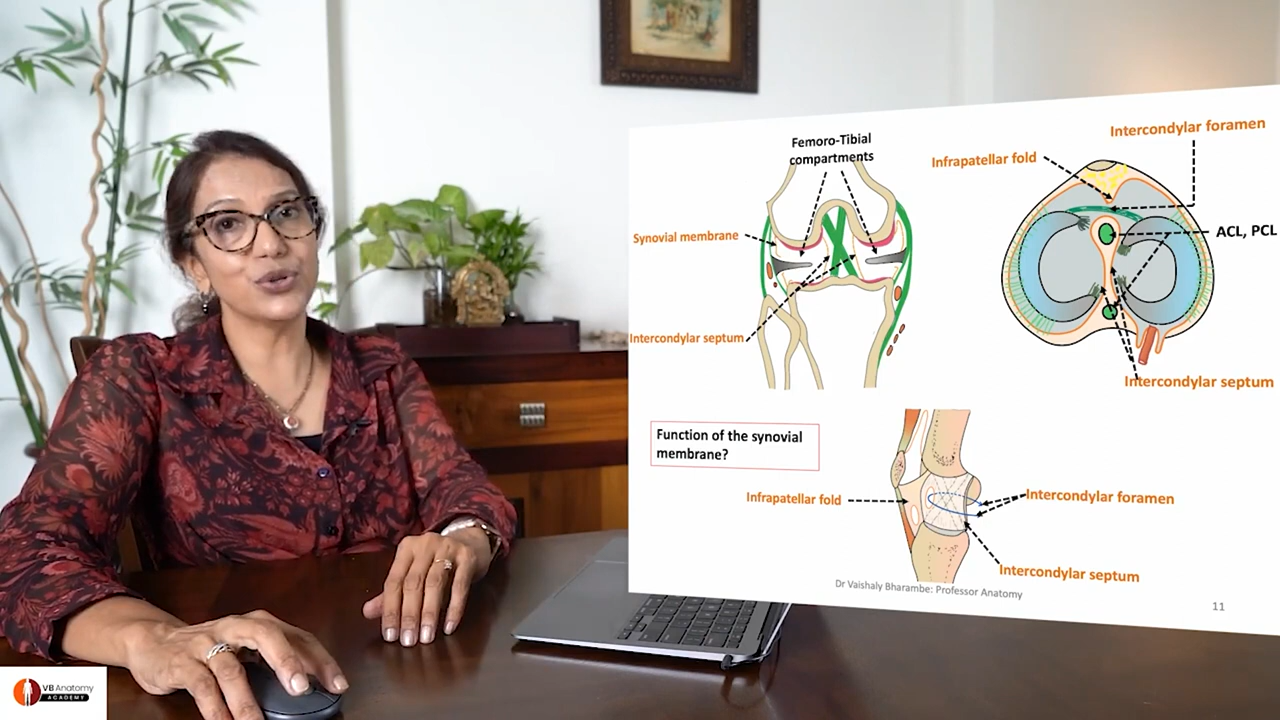 Femoro-Tibial
compartments
Synovial membrane
Intercondylar septum
Intercondylar foramen
Infrapatellar fold
ACL, PCL
Intercondylar septum
Function of the synovial
membrane?
Infrapatellar fold
Intercondylar foramen
Intercondylar septum
Dr Vaishaly Bharambe: Professor Anatomy
11
VB Anatomy
ACADEMY